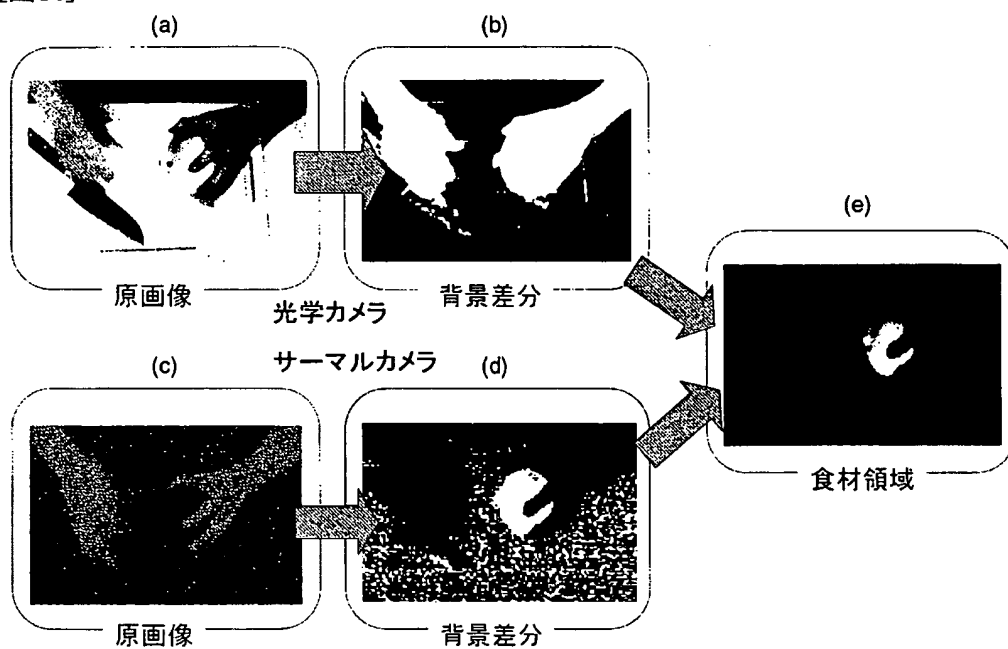 (a)
(b)
原画像
背景差分
(e)
光学カメラ
サーマルカメラ
(c)
(d)
食材領域
原画像
背景差分